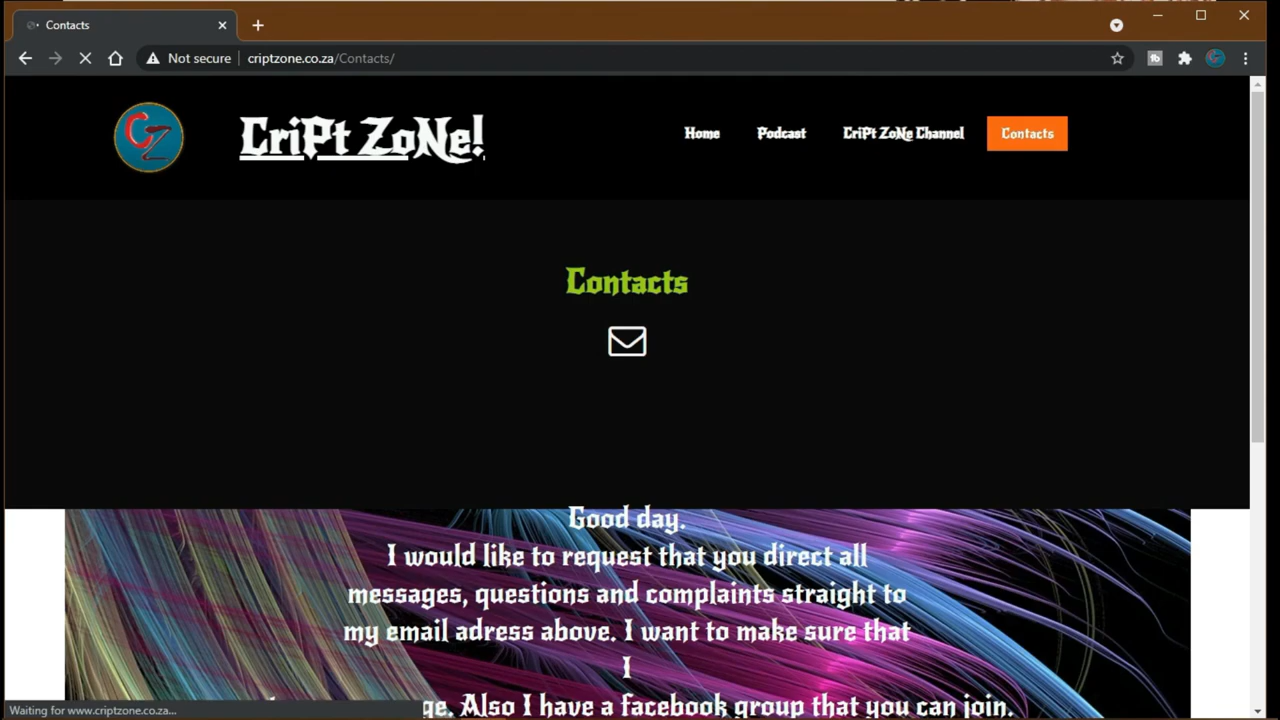 Contacts
Not secure
criptzone.co.za/Contacts/
CZ
CriPt ZoNe!
Home
Podcast
CriPt ZoNe Channel
Contacts
Contacts
Good day.
I would like to request that you direct all
messages, questions and complaints straight to
my email adress above. I want to make sure that
I
ge. Also I have a facebook group that you can join.
Waiting for www.criptzone.co.za...